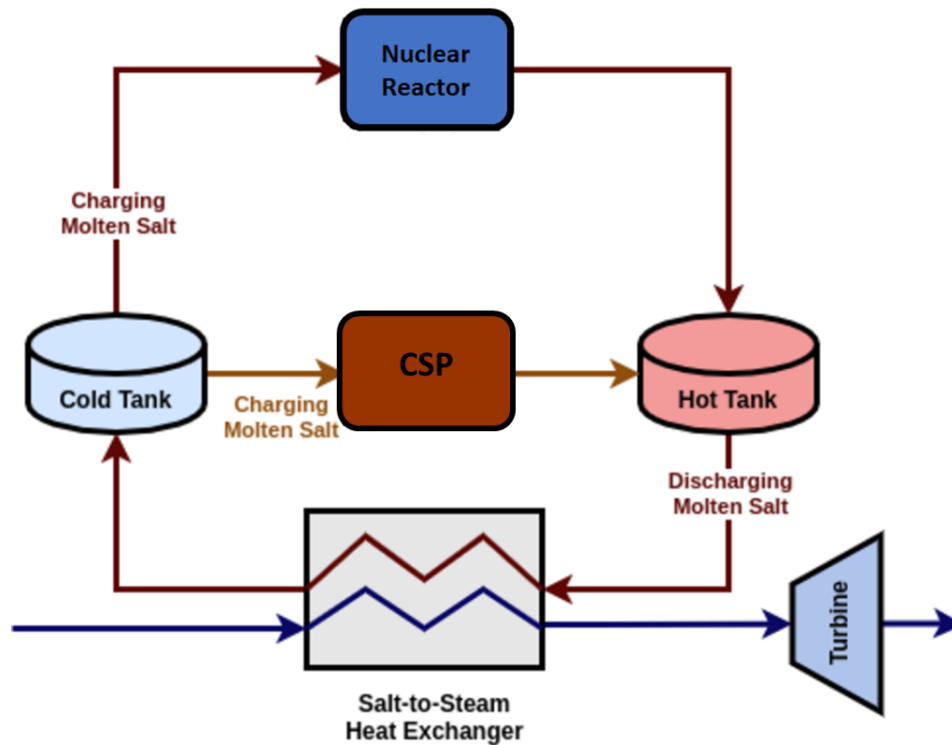 Nuclear
Reactor
Charging
Molten Salt
Cold Tank
CSP
Hot Tank
Charging
Molten Salt
Discharging
Molten Salt
Turbine
Salt-to-Steam
Heat Exchanger